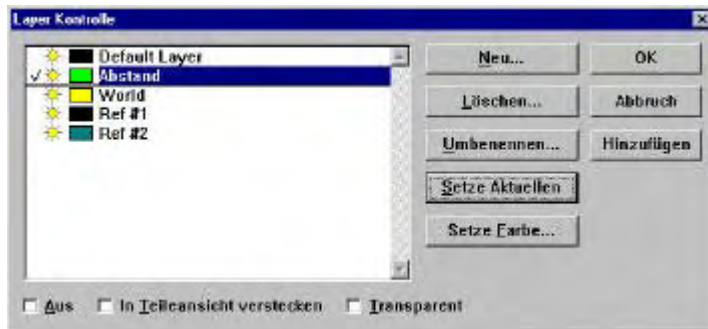 Layer Kontrolle
Default Layer
Abstand
World
Ref #1
Ref #2
Neu...
OK
Löschen...
Abbruch
Umbenennen...
Hinzufügen
Setze Aktuellen
Setze Farbe...
Aus
In Teileansicht verstecken
Transparent